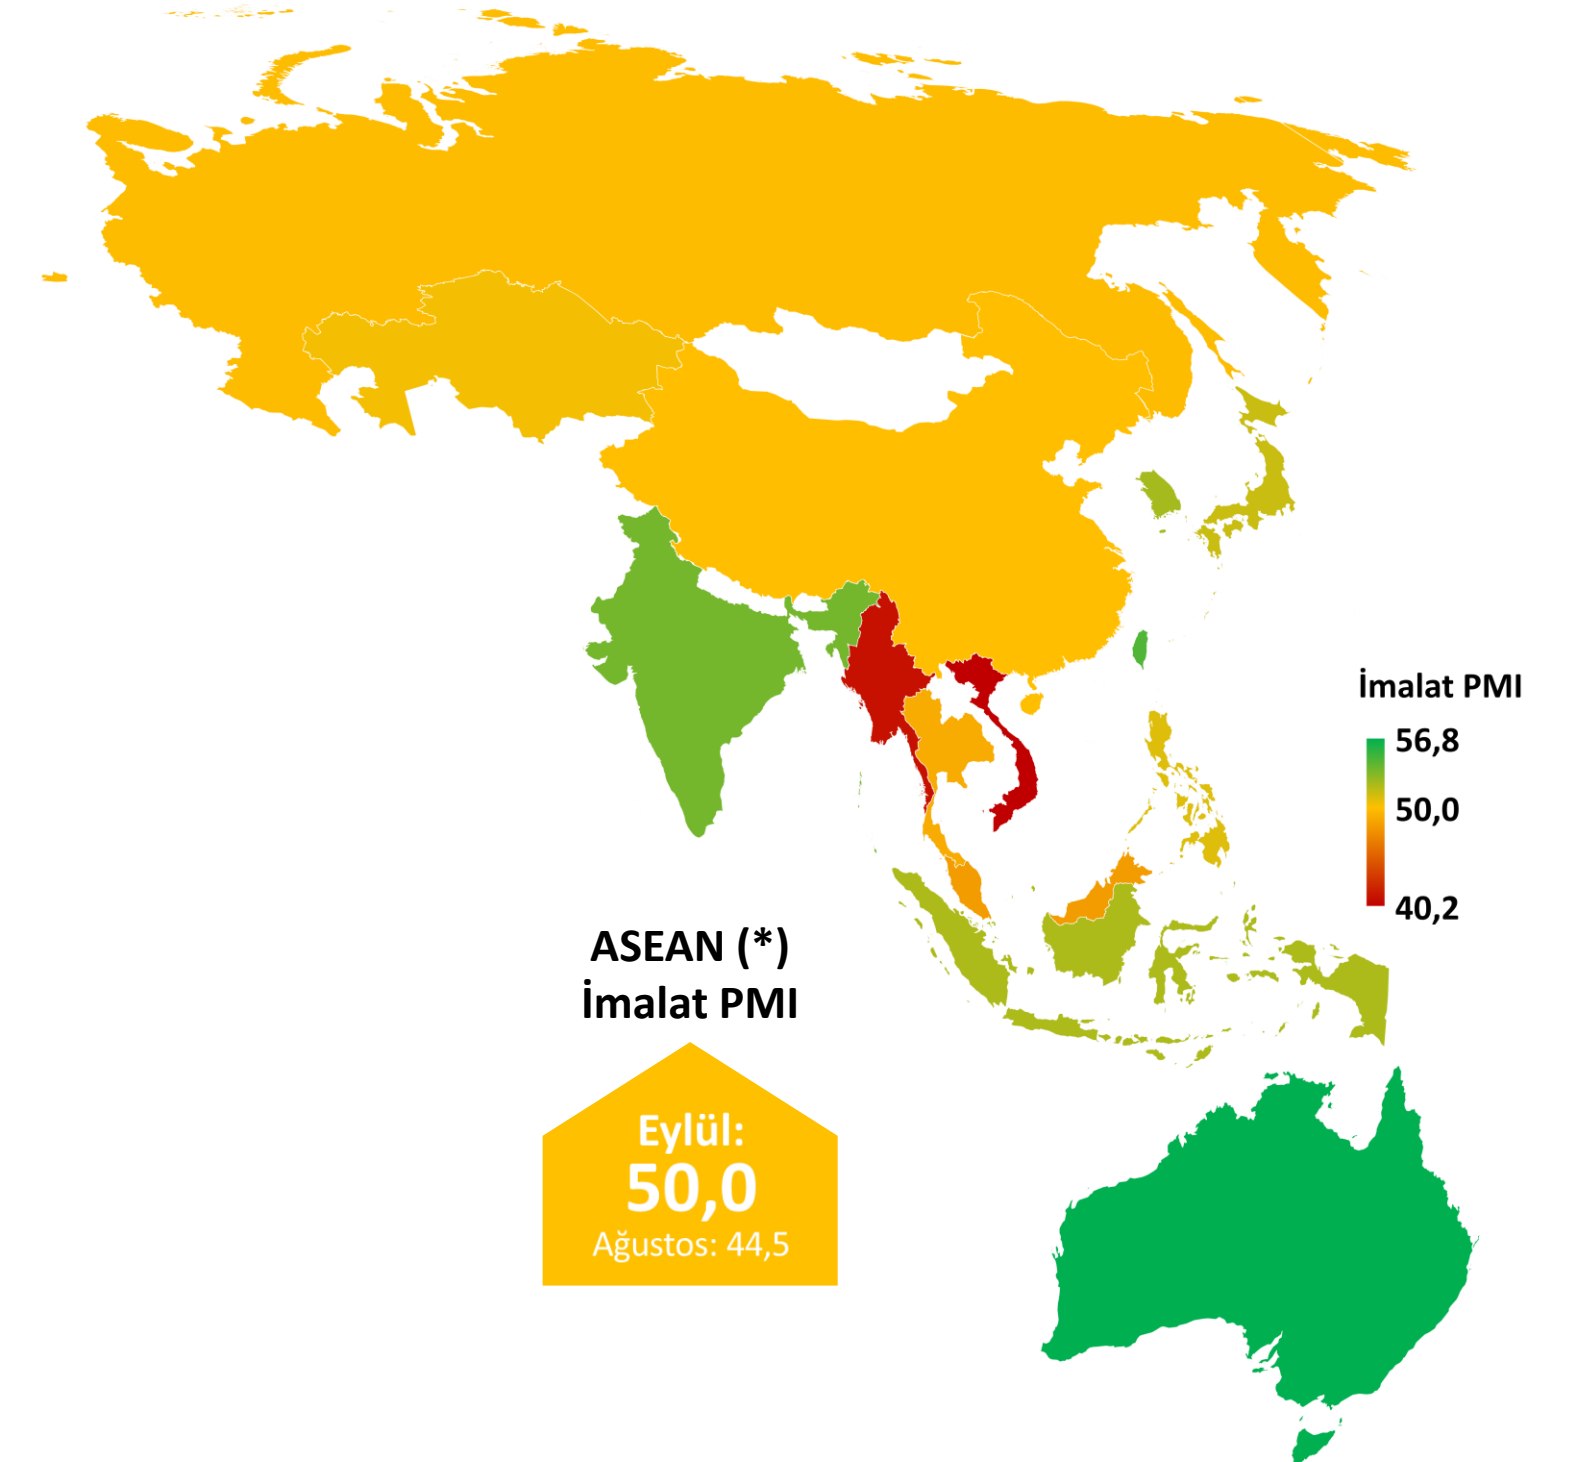 İmalat PMI
56,8
50,0
40,2
ASEAN (*)
İmalat PMI
Eylül:
50,0
Ağustos: 44,5